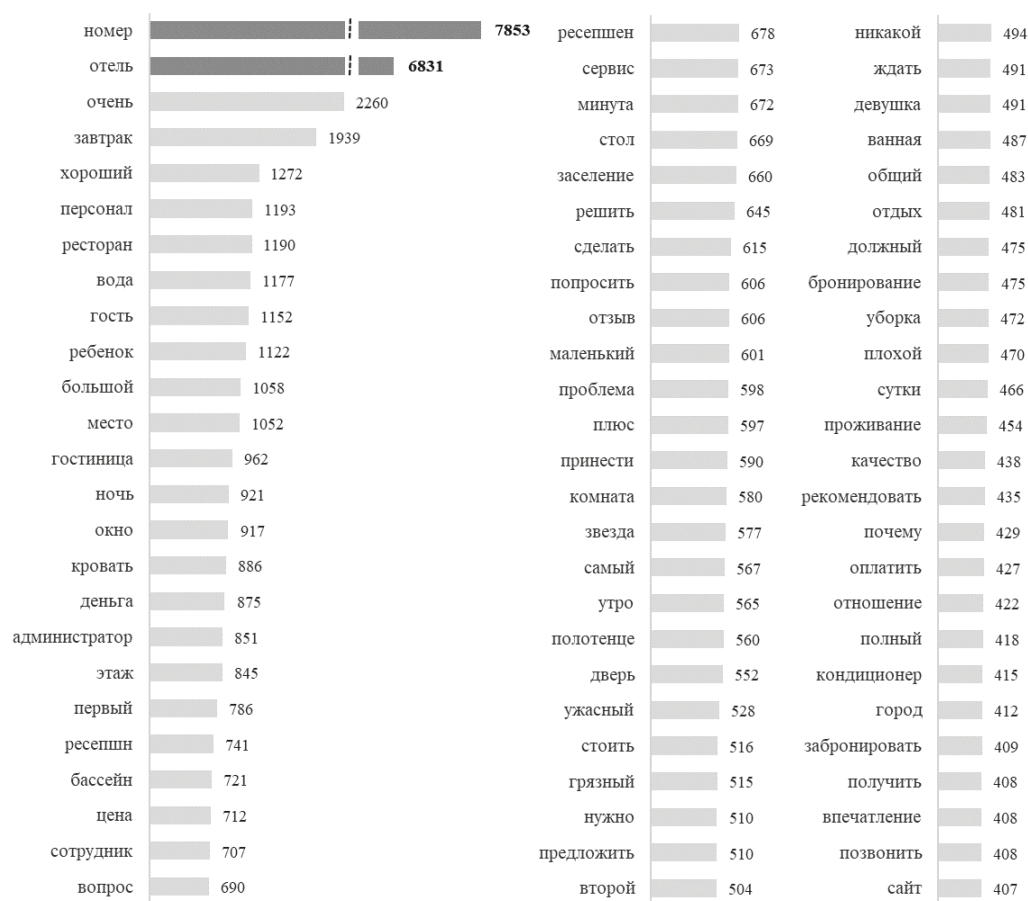 номер 7853
отель 6831
очень 2260
завтрак 1939
хороший 1272
персонал 1193
ресторан 1190
вода 1177
гость 1152
ребенок 1122
большой 1058
место 1052
гостиница 962
ночь 921
окно 917
кровать 886
деньга 875
администратор 851
этаж 845
первый 786
ресепшн 741
бассейн 721
цена 712
сотрудник 707
вопрос 690
ресепшен 678
сервис 673
минута 672
стол 669
заселение 660
решить 645
сделать 615
попросить 606
отзыв 606
маленький 601
проблема 598
плюс 597
принести 590
комната 580
звезда 577
самый 567
утро 565
полотенце 560
дверь 552
ужасный 528
стоить 516
грязный 515
нужно 510
предложить 510
второй 504
никакой 494
ждать 491
девушка 491
ванная 487
общий 483
отдых 481
должный 475
бронирование 475
уборка 472
плохой 470
сутки 466
проживание 454
качество 438
рекомендовать 435
почему 429
оплатить 427
отношение 422
полный 418
кондиционер 415
город 412
забронировать 409
получить 408
впечатление 408
позвонить 408
сайт 407